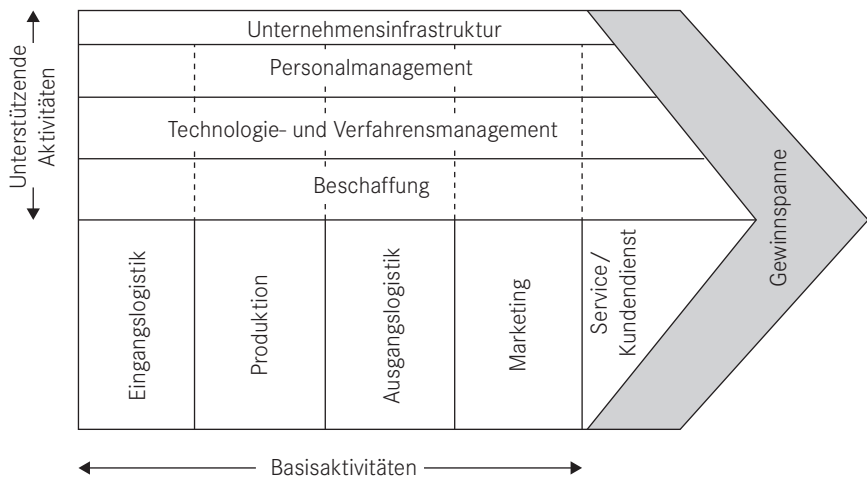 Unterstützende
Aktivitäten
Unternehmensinfrastruktur
Personalmanagement
Technologie- und Verfahrensmanagement
Beschaffung
Eingangslogistik
Produktion
Ausgangslogistik
Marketing
Service/
Kundendienst
Gewinnspanne
Basisaktivitäten